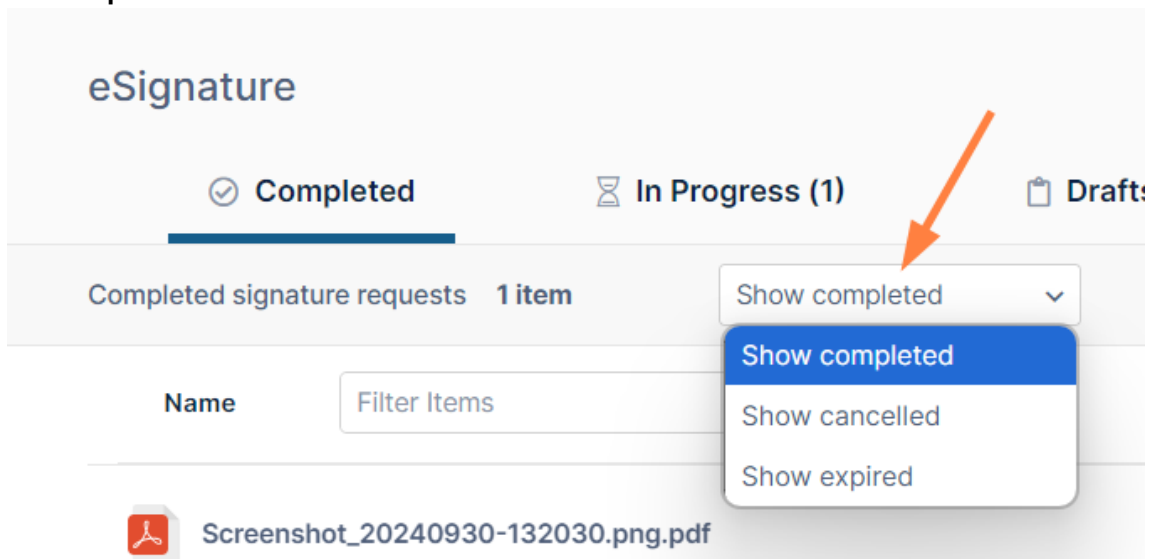 eSignature
Completed In Progress (1) Drafts
Completed signature requests 1 item Show completed
Show completed
Name Filter Items
Show cancelled
Show expired
Screenshot_20240930-132030.png.pdf